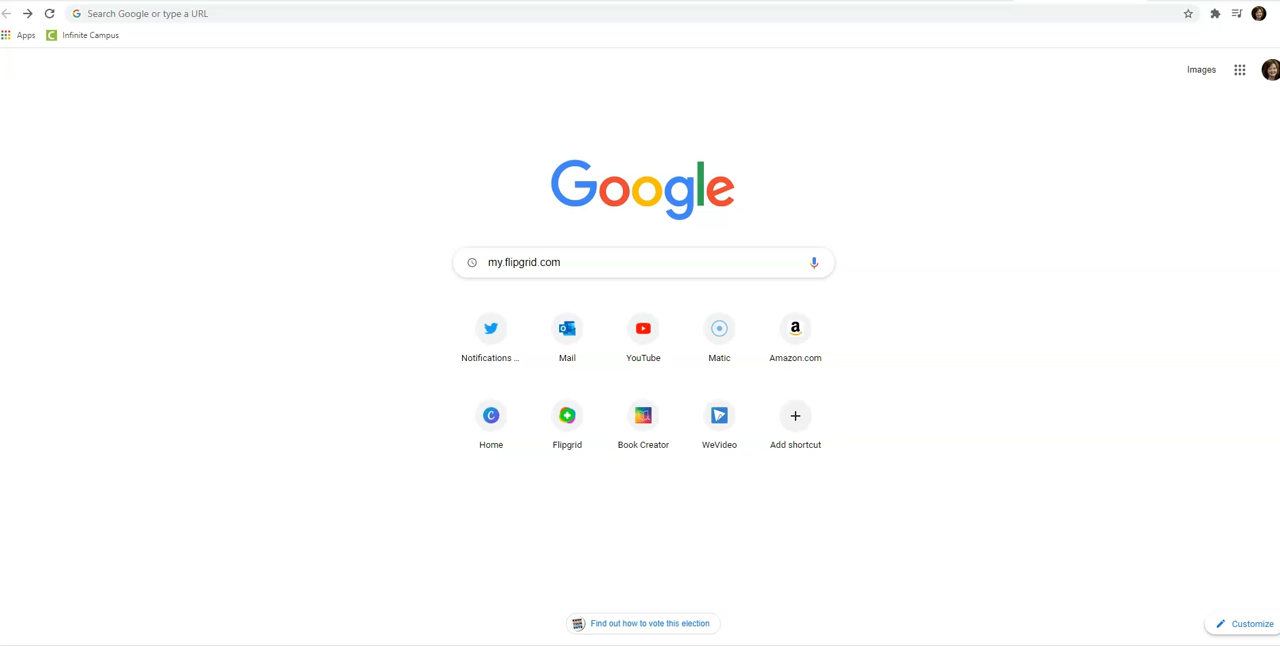 Search Google or type a URL
Apps Infinite Campus
Images
Google
my.flipgrid.com
Notifications ... Mail YouTube Matic Amazon.com
Home Flipgrid Book Creator WeVideo Add shortcut
Find out how to vote this election
Customize